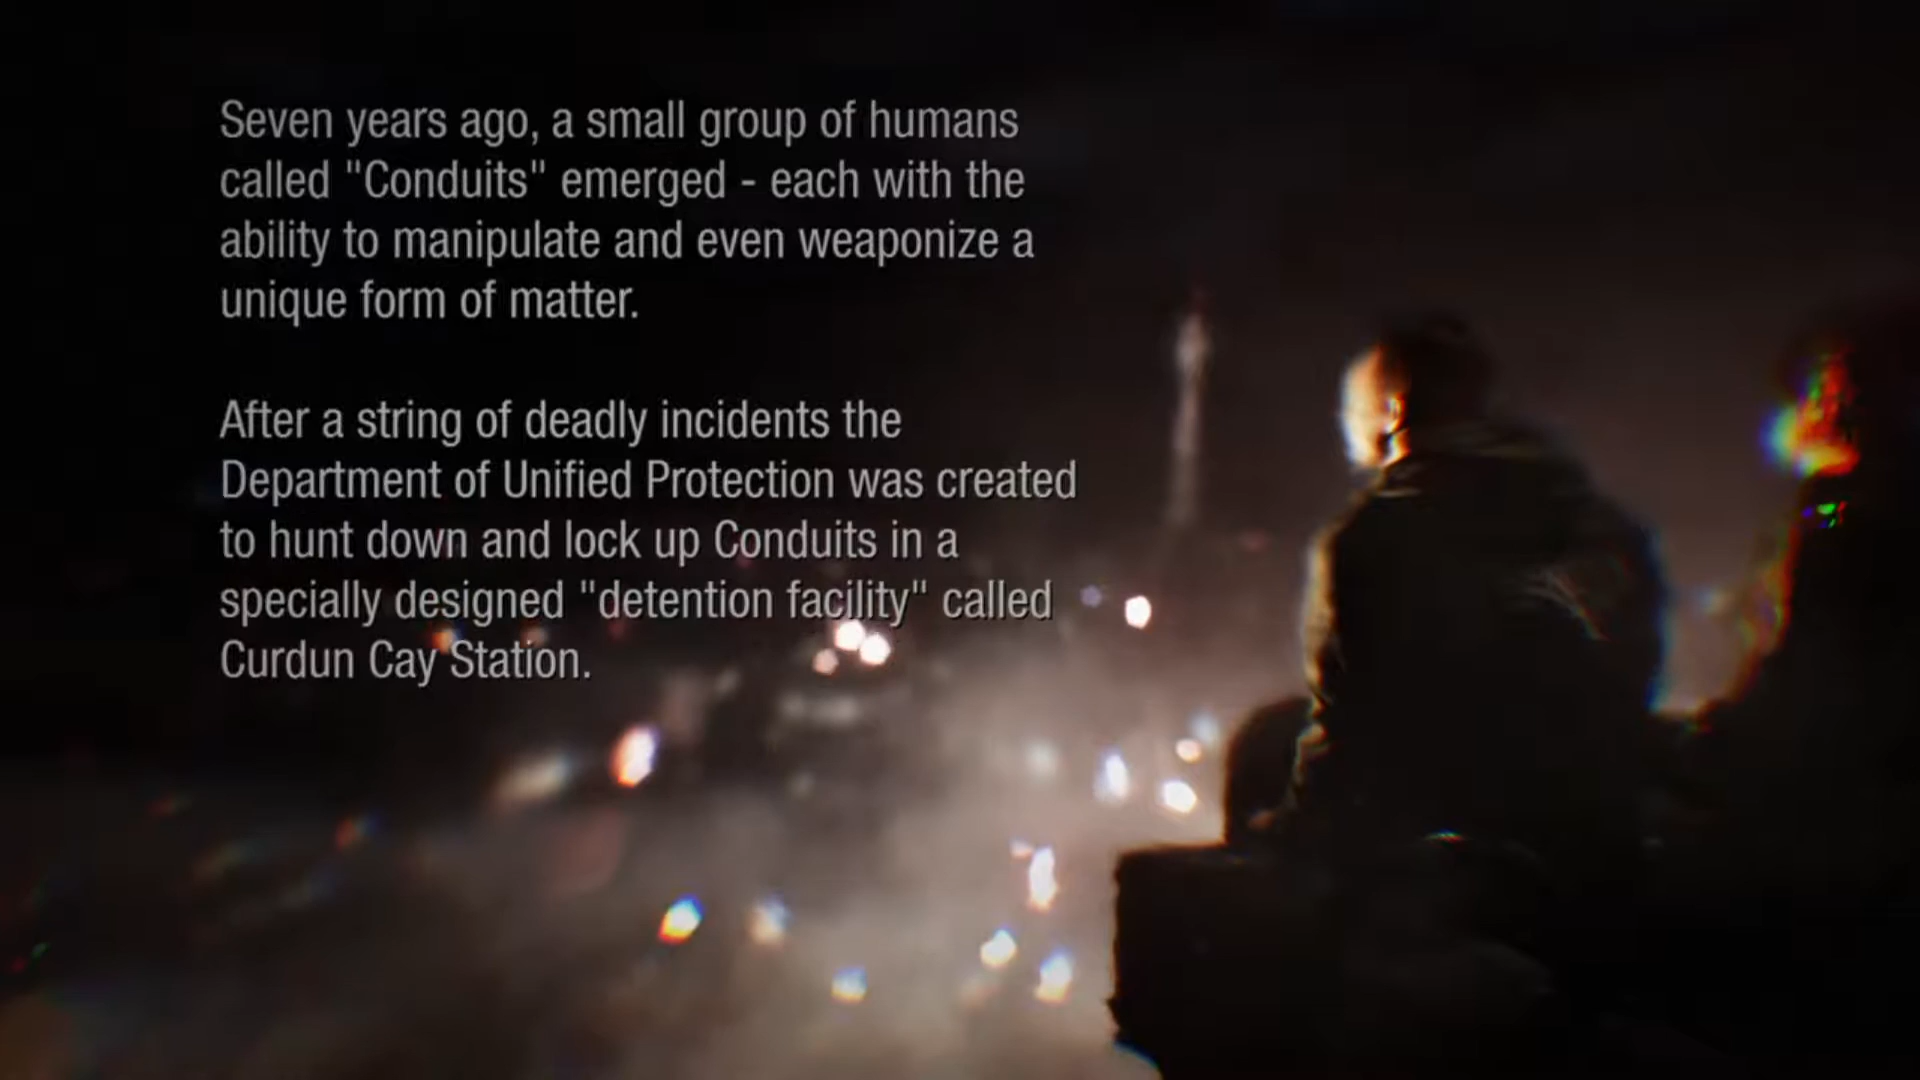 Seven years ago, a small group of humans
called "Conduits" emerged - each with the
ability to manipulate and even weaponize a
unique form of matter.
After a string of deadly incidents the
Department of Unified Protection was created
to hunt down and lock up Conduits in a
specially designed "detention facility" called
Curdun Cay Station.